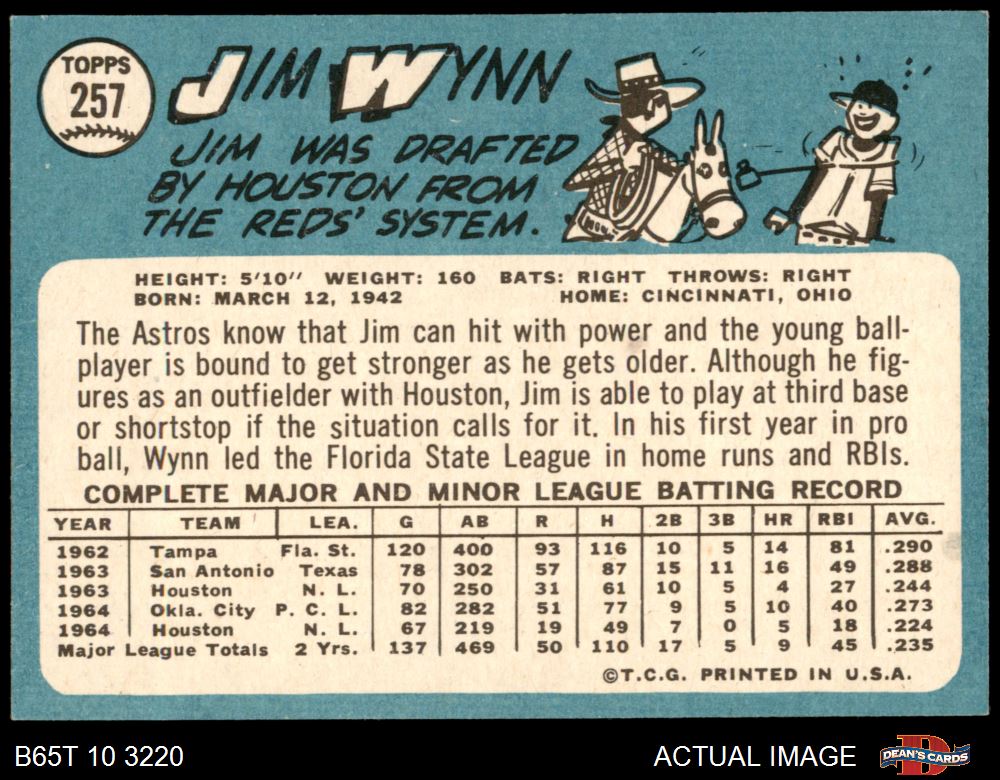 TOPPS
257
JIM WYNN
JIM WAS DRAFTED
BY HOUSTON FROM
THE REDS' SYSTEM.
HEIGHT: 5'10" WEIGHT: 160 BATS: RIGHT THROWS: RIGHT
BORN: MARCH 12, 1942 HOME: CINCINNATI, OHIO
The Astros know that Jim can hit with power and the young ball-
player is bound to get stronger as he gets older. Although he fig-
ures as an outfielder with Houston, Jim is able to play at third base
or shortstop if the situation calls for it. In his first year in pro
ball, Wynn led the Florida State League in home runs and RBIs.
COMPLETE MAJOR AND MINOR LEAGUE BATTING RECORD
YEAR TEAM LEA. G AB R H 2B 3B HR RBI AVG.
1962 Tampa Fla. St. 120 400 93 116 10 5 14 81 .290
1963 San Antonio Texas 78 302 57 87 15 11 16 49 .288
1963 Houston N. L. 70 250 31 61 10 5 4 27 .244
1964 Okla. City P. C. L. 82 282 51 77 9 5 10 40 .273
1964 Houston N. L. 67 219 19 49 7 0 5 18 .224
Major League Totals 2 Yrs. 137 469 50 110 17 5 9 45 .235
©T.C.G. PRINTED IN U.S.A.
B65T 10 3220 ACTUAL IMAGE DEAN'S CARDS